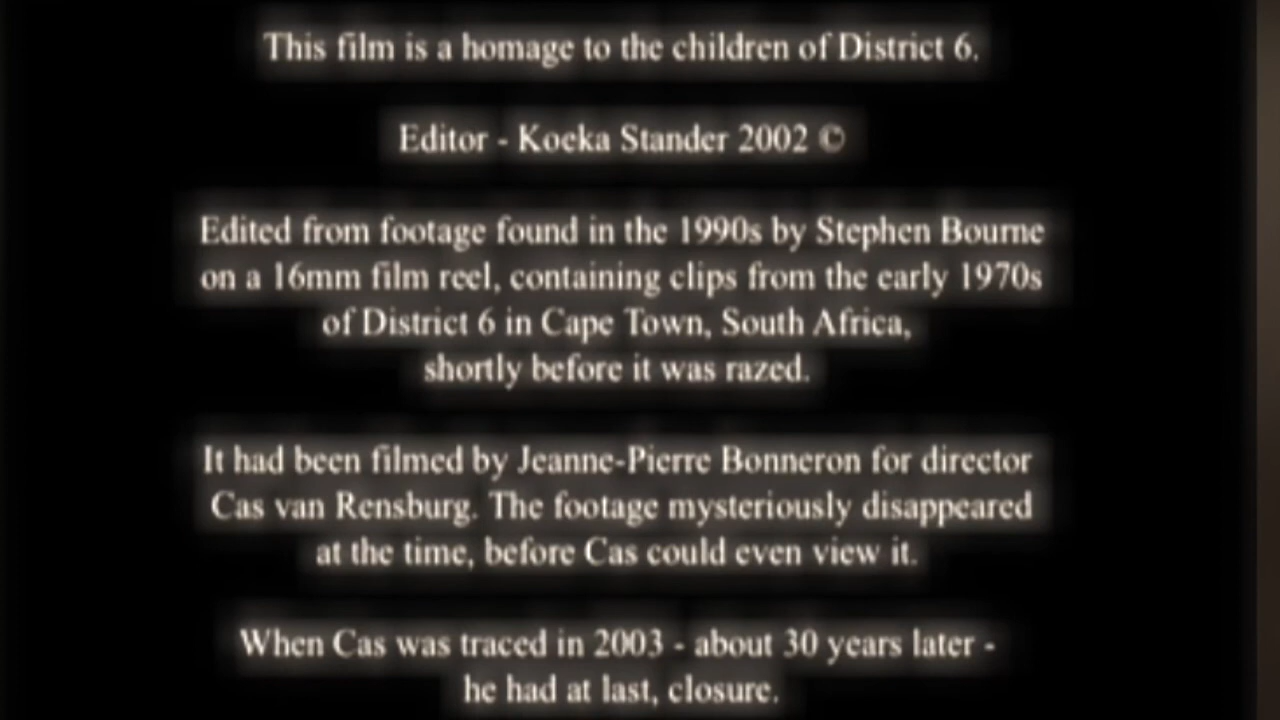 This film is a homage to the children of District 6.
Editor - Koeka Stander 2002 ©
Edited from footage found in the 1990s by Stephen Bourne
on a 16mm film reel, containing clips from the early 1970s
of District 6 in Cape Town, South Africa,
shortly before it was razed.
It had been filmed by Jeanne-Pierre Bonneron for director
Cas van Rensburg. The footage mysteriously disappeared
at the time, before Cas could even view it.
When Cas was traced in 2003 - about 30 years later -
he had at last, closure.